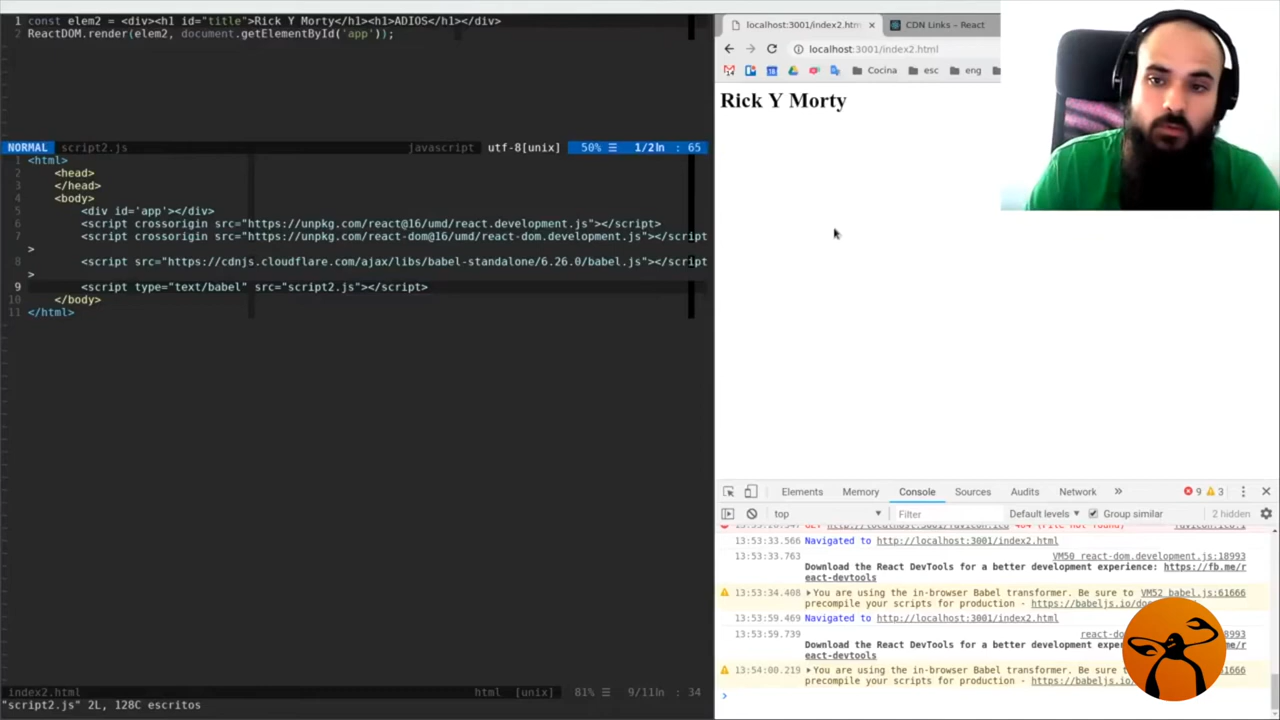 1 const elem2 = <div><h1 id="title">Rick Y Morty</h1><h1>ADIOS</h1></div>
2 ReactDOM.render(elem2, document.getElementById('app'));
NORMAL script2.js javascript utf-8[unix] 50% ☰ 1/2ln : 65
1 <html>
2 <head>
3 </head>
4 <body>
5 <div id='app'></div>
6 <script crossorigin src="https://unpkg.com/react@16/umd/react.development.js"></script>
7 <script crossorigin src="https://unpkg.com/react-dom@16/umd/react-dom.development.js"></script
>
8 <script src="https://cdnjs.cloudflare.com/ajax/libs/babel-standalone/6.26.0/babel.js"></script
>
9 <script type="text/babel" src="script2.js"></script>
10 </body>
11 </html>
index2.html html [unix] 81% ☰ 9/11ln : 34
"script2.js" 2L, 128C escritos
localhost:3001/index2.htm × CDN Links – React
localhost:3001/index2.html
Cocina esc eng
Rick Y Morty
Elements Memory Console Sources Audits Network » 9 3
top Filter Default levels Group similar 2 hidden
13:53:33.566 Navigated to http://localhost:3001/index2.html
13:53:33.763 VM50 react-dom.development.js:18993
Download the React DevTools for a better development experience: https://fb.me/r
eact-devtools
13:53:34.408 You are using the in-browser Babel transformer. Be sure to VM52 babel.js:61666
precompile your scripts for production - https://babeljs.io/do
13:53:59.469 Navigated to http://localhost:3001/index2.html
13:53:59.739 react-d 8993
Download the React DevTools for a better development expe me/r
eact-devtools
13:54:00.219 You are using the in-browser Babel transformer. Be sure 1666
precompile your scripts for production - https://babeljs.io/